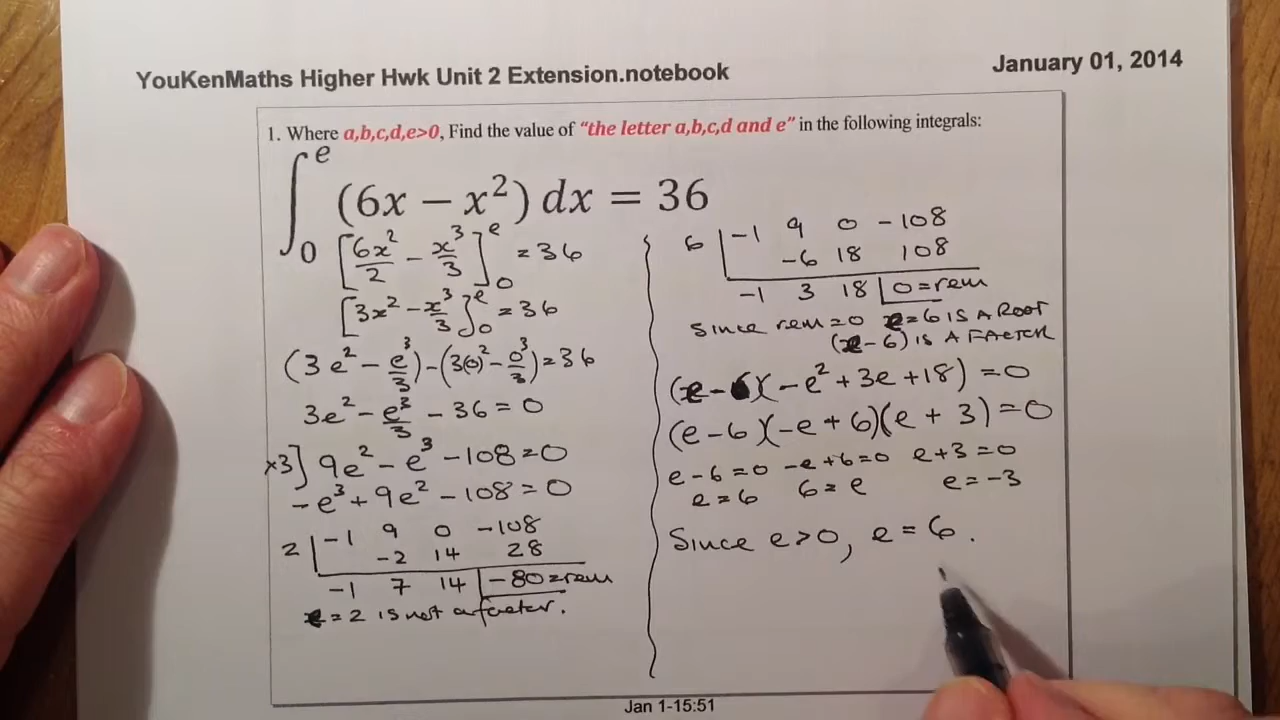 YouKenMaths Higher Hwk Unit 2 Extension.notebook
January 01, 2014
1. Where a,b,c,d,e>0, Find the value of "the letter a,b,c,d and e" in the following integrals:
∫₀ᵉ (6x − x²) dx = 36
[6x²/2 − x³/3]₀ᵉ = 36
[3x² − x³/3]₀ᵉ = 36
(3e² − e³/3) − (3(0)² − 0³/3) = 36
3e² − e³/3 − 36 = 0
×3] 9e² − e³ − 108 = 0
−e³ + 9e² − 108 = 0
2 | −1 9 0 −108
−2 14 28
−1 7 14 | −80 = rem
e = 2 is not a factor.
6 | −1 9 0 −108
−6 18 108
−1 3 18 | 0 = rem
Since rem = 0 e = 6 IS A ROOT
(e − 6) IS A FACTER
(e − 6)(−e² + 3e + 18) = 0
(e − 6)(−e + 6)(e + 3) = 0
e − 6 = 0 −e + 6 = 0 e + 3 = 0
e = 6 6 = e e = −3
Since e > 0, e = 6.
Jan 1-15:51